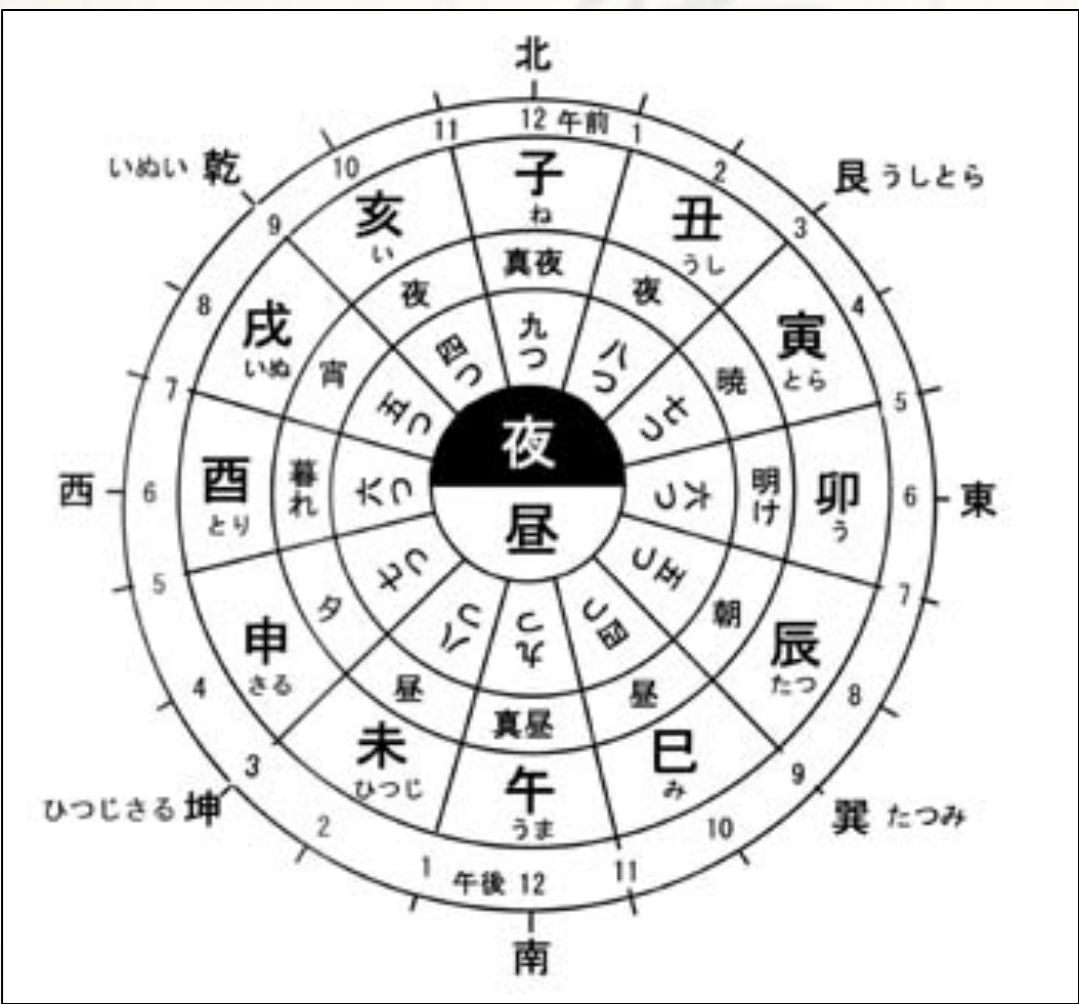 北
12 午前
1
2
艮 うしとら
3
4
5
6
東
7
8
9
巽 たつみ
10
11
12
南
午後
1
2
3
ひつじさる 坤
4
5
6
西
7
8
9
いぬい 乾
10
11
子
ね
丑
うし
寅
とら
卯
う
辰
たつ
巳
み
午
うま
未
ひつじ
申
さる
酉
とり
戌
いぬ
亥
い
真夜
夜
暁
明け
朝
昼
真昼
昼
夕
暮れ
宵
夜
九つ
八つ
七つ
六つ
五つ
四つ
九つ
八つ
七つ
六つ
五つ
四つ
夜
昼